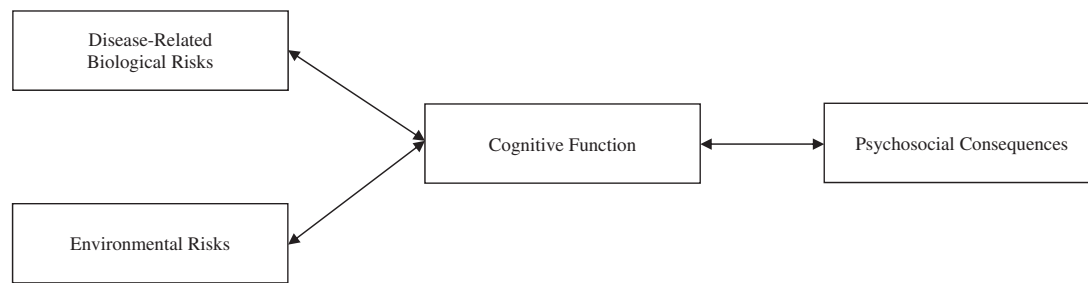 Disease-Related
Biological Risks
Cognitive Function
Psychosocial Consequences
Environmental Risks